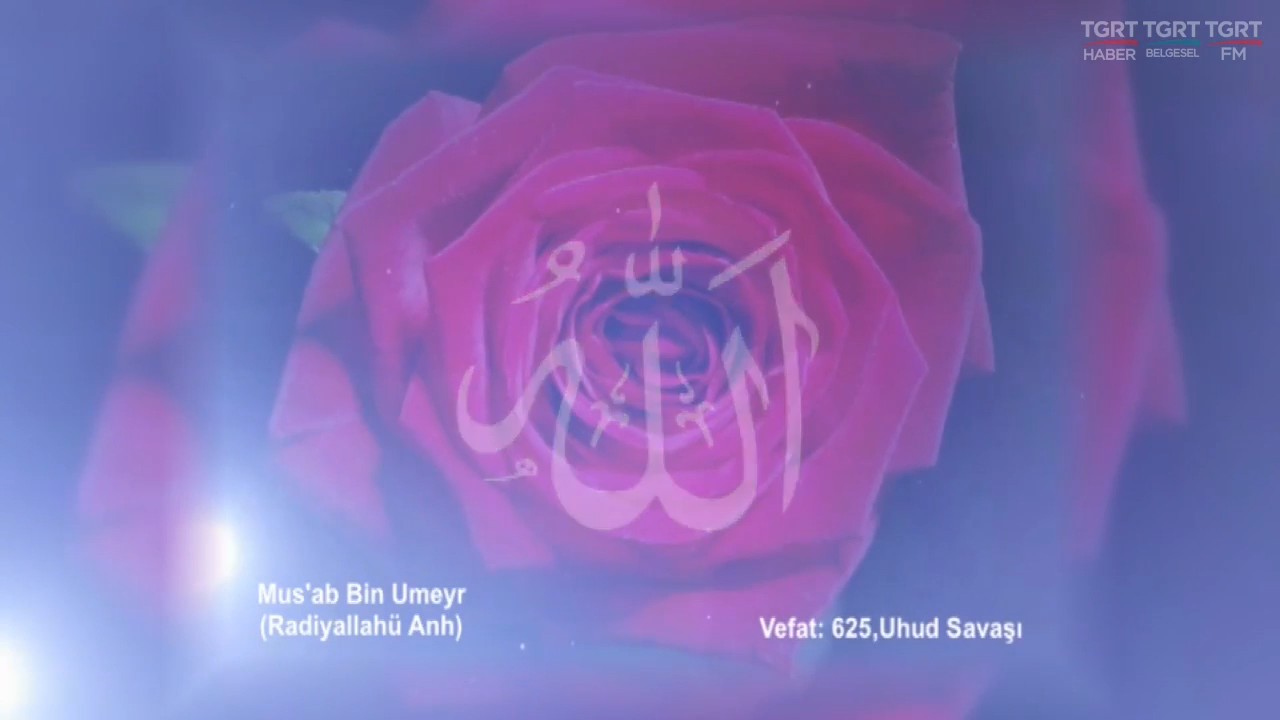 TGRT TGRT TGRT
HABER BELGESEL FM
الله
Mus'ab Bin Umeyr
(Radiyallahü Anh)
Vefat: 625,Uhud Savaşı